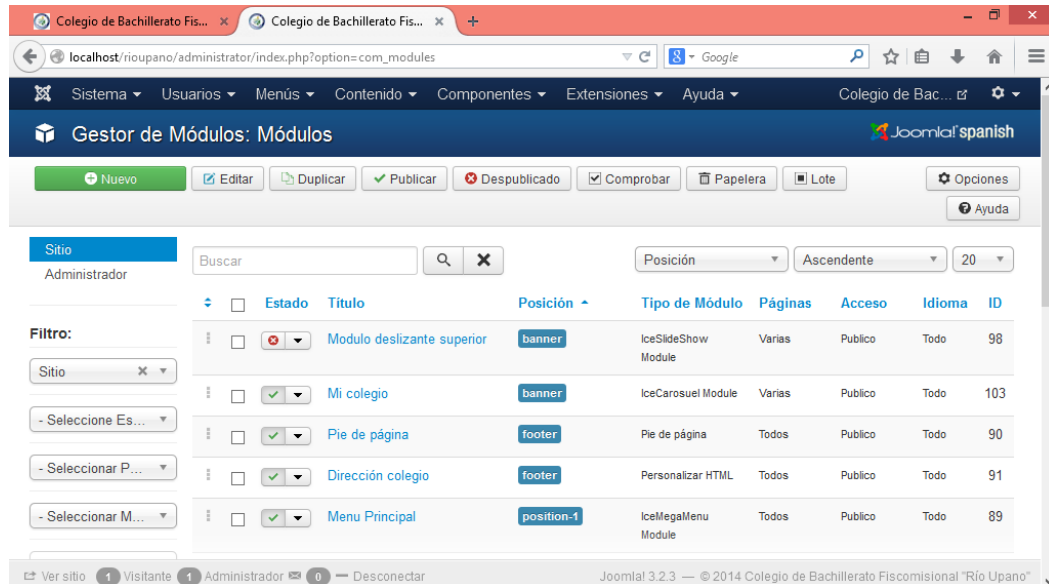 Colegio de Bachillerato Fis... × Colegio de Bachillerato Fis... × +
localhost/rioupano/administrator/index.php?option=com_modules 8 Google
Sistema Usuarios Menús Contenido Componentes Extensiones Ayuda Colegio de Bac...
Gestor de Módulos: Módulos Joomla! spanish
Nuevo Editar Duplicar Publicar Despublicado Comprobar Papelera Lote Opciones
Ayuda
Sitio
Administrador
Buscar Posición Ascendente 20
Estado Título Posición Tipo de Módulo Páginas Acceso Idioma ID
Filtro:
Sitio
- Seleccione Es...
- Seleccionar P...
- Seleccionar M...
Modulo deslizante superior banner IceSlideShow Module Varias Publico Todo 98
Mi colegio banner IceCarosuel Module Varias Publico Todo 103
Pie de página footer Pie de página Todos Publico Todo 90
Dirección colegio footer Personalizar HTML Todos Publico Todo 91
Menu Principal position-1 IceMegaMenu Module Todos Publico Todo 89
Ver sitio 1 Visitante 1 Administrador 0 Desconectar Joomla! 3.2.3 — © 2014 Colegio de Bachillerato Fiscomisional "Río Upano"